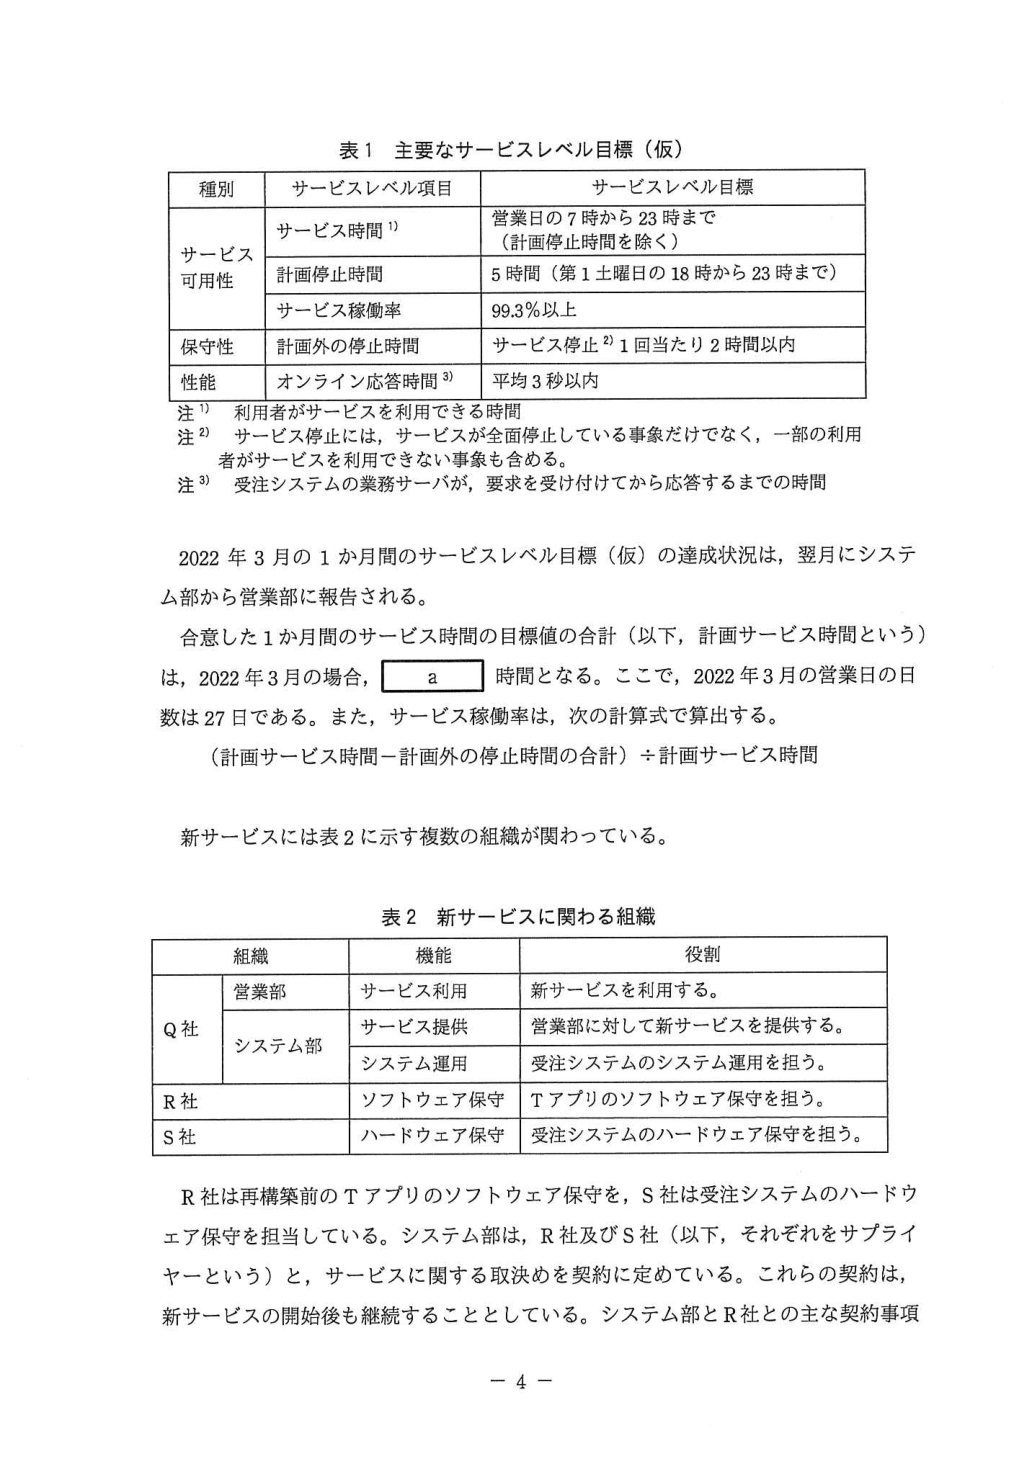 表1 主要なサービスレベル目標（仮）
種別 サービスレベル項目 サービスレベル目標
サービス可用性 サービス時間1) 営業日の7時から23時まで
（計画停止時間を除く）
計画停止時間 5時間（第1土曜日の18時から23時まで）
サービス稼働率 99.3％以上
保守性 計画外の停止時間 サービス停止2)1回当たり2時間以内
性能 オンライン応答時間3) 平均3秒以内
注1) 利用者がサービスを利用できる時間
注2) サービス停止には，サービスが全面停止している事象だけでなく，一部の利用
者がサービスを利用できない事象も含める。
注3) 受注システムの業務サーバが，要求を受け付けてから応答するまでの時間
2022年3月の1か月間のサービスレベル目標（仮）の達成状況は，翌月にシステ
ム部から営業部に報告される。
合意した1か月間のサービス時間の目標値の合計（以下，計画サービス時間という）
は，2022年3月の場合， a 時間となる。ここで，2022年3月の営業日の日
数は27日である。また，サービス稼働率は，次の計算式で算出する。
（計画サービス時間－計画外の停止時間の合計）÷計画サービス時間
新サービスには表2に示す複数の組織が関わっている。
表2 新サービスに関わる組織
組織 機能 役割
Q社 営業部 サービス利用 新サービスを利用する。
システム部 サービス提供 営業部に対して新サービスを提供する。
システム運用 受注システムのシステム運用を担う。
R社 ソフトウェア保守 Tアプリのソフトウェア保守を担う。
S社 ハードウェア保守 受注システムのハードウェア保守を担う。
R社は再構築前のTアプリのソフトウェア保守を，S社は受注システムのハードウ
ェア保守を担当している。システム部は，R社及びS社（以下，それぞれをサプライ
ヤーという）と，サービスに関する取決めを契約に定めている。これらの契約は，
新サービスの開始後も継続することとしている。システム部とR社との主な契約事項
－ 4 －